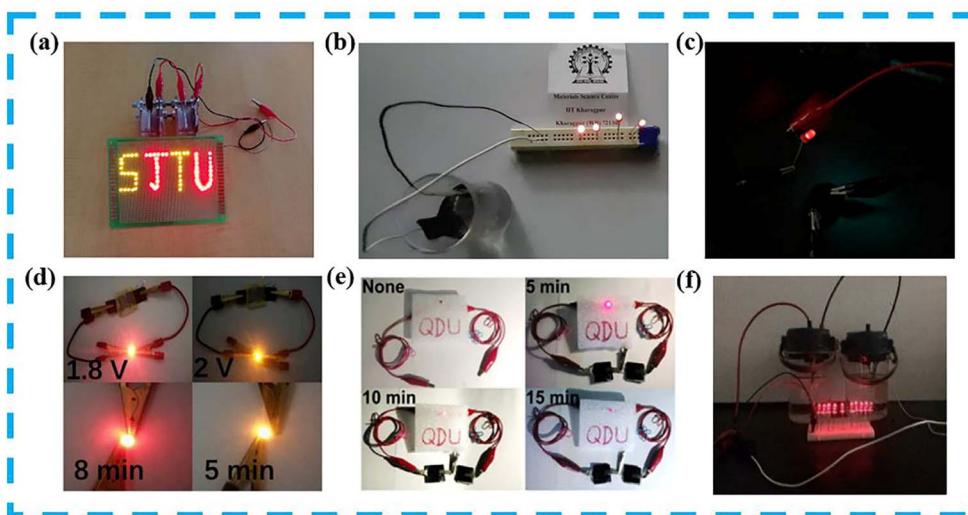 (a)
SJTU
(b)
Materials Science Centre
IIT Kharagpur
(c)
(d)
1.8 V
2 V
8 min
5 min
(e)
None
QDU
5 min
QDU
10 min
QDU
15 min
QDU
(f)